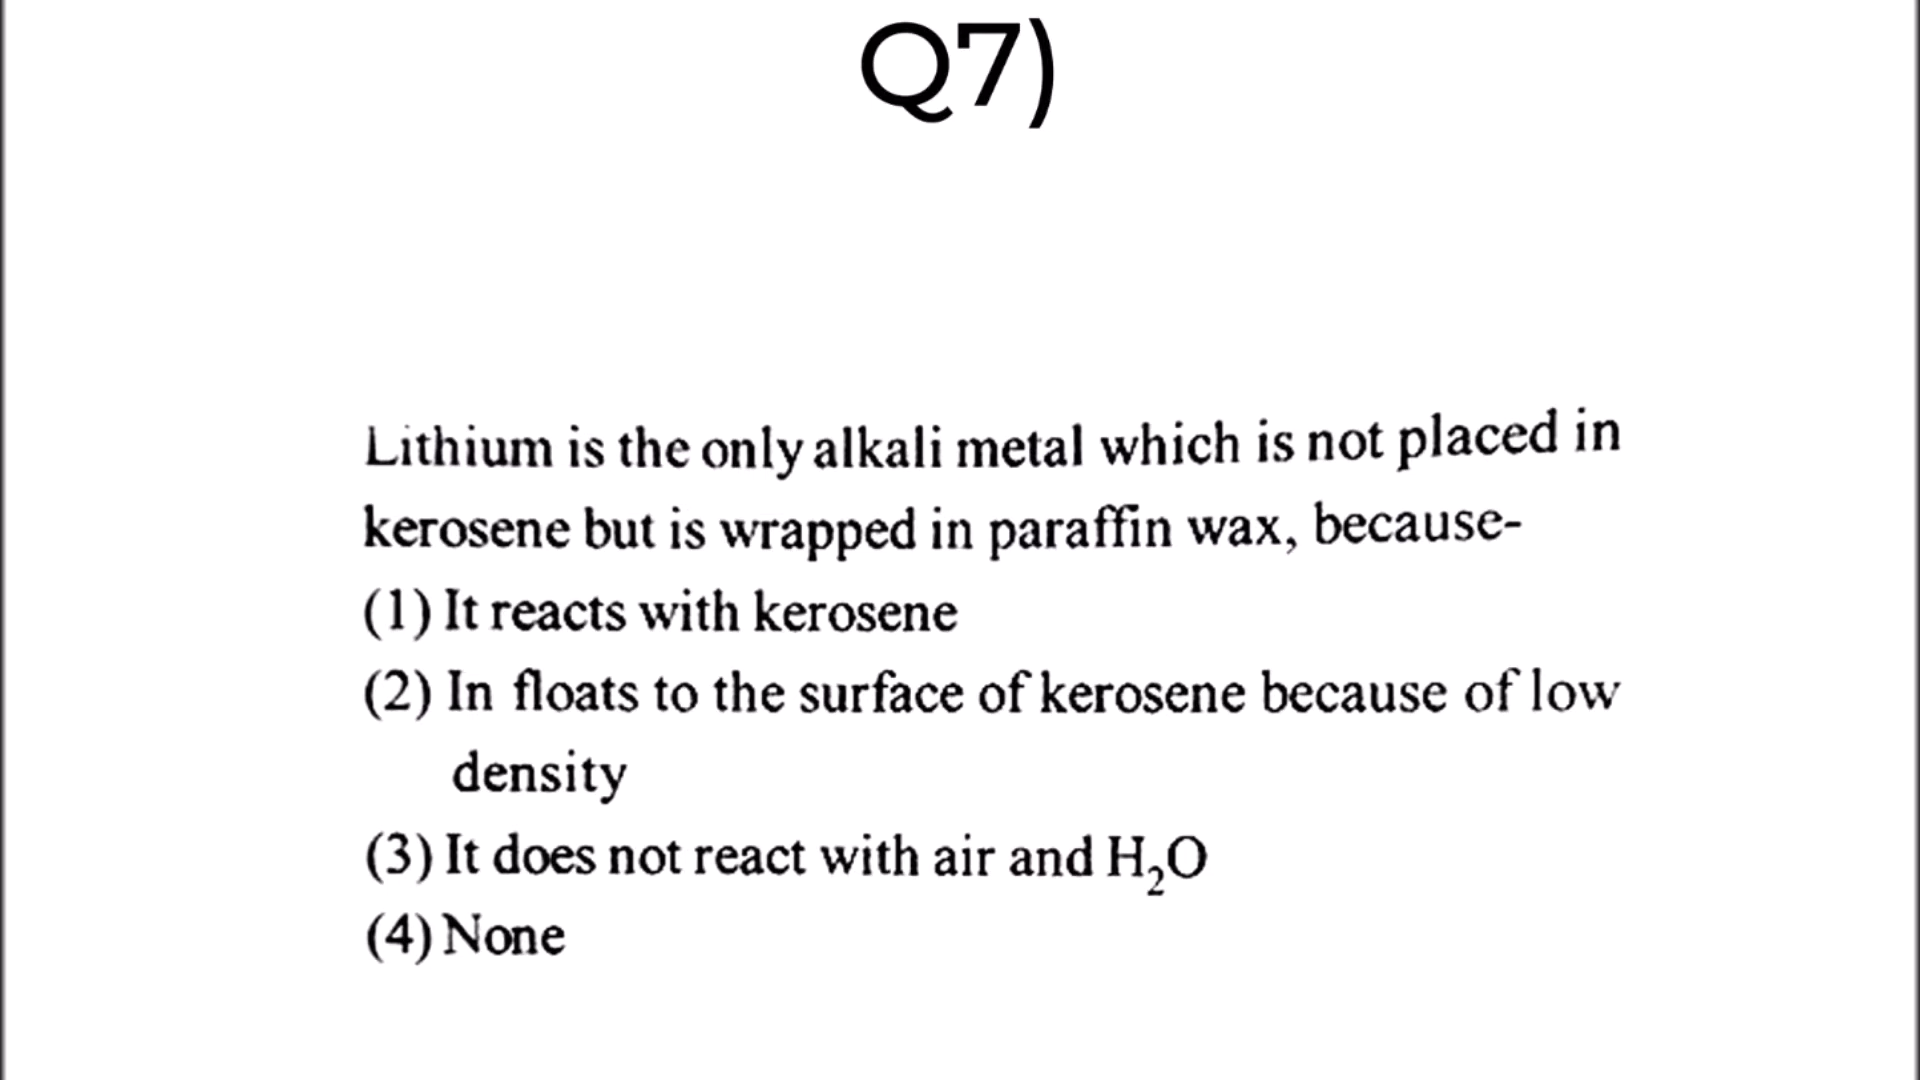 Q7)
Lithium is the only alkali metal which is not placed in
kerosene but is wrapped in paraffin wax, because-
(1) It reacts with kerosene
(2) In floats to the surface of kerosene because of low
density
(3) It does not react with air and H₂O
(4) None